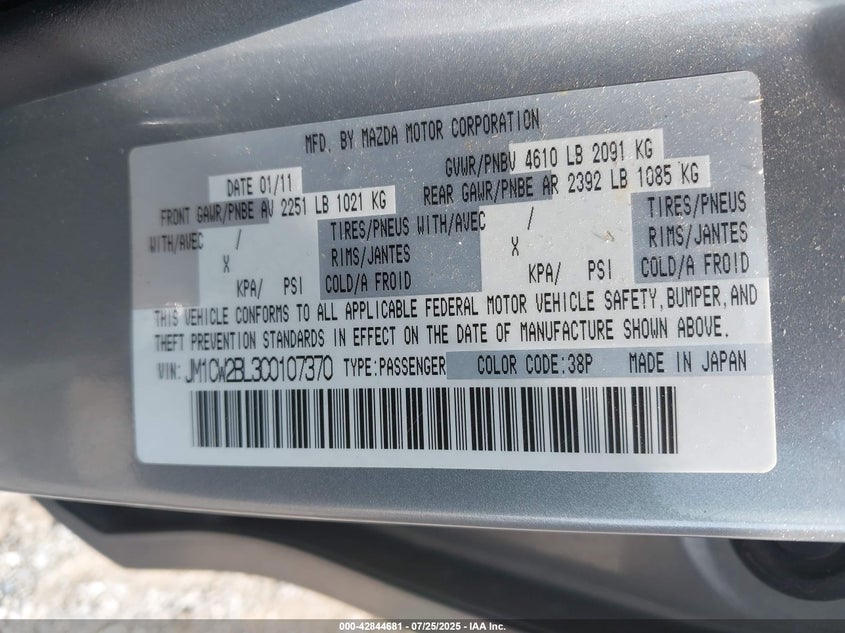 MFD. BY MAZDA MOTOR CORPORATION
DATE 01/11 GVWR/PNBV 4610 LB 2091 KG
FRONT GAWR/PNBE AV 2251 LB 1021 KG REAR GAWR/PNBE AR 2392 LB 1085 KG
WITH/AVEC / TIRES/PNEUS WITH/AVEC / TIRES/PNEUS
X RIMS/JANTES X RIMS/JANTES
KPA/ PSI COLD/A FROID KPA/ PSI COLD/A FROID
THIS VEHICLE CONFORMS TO ALL APPLICABLE FEDERAL MOTOR VEHICLE SAFETY, BUMPER, AND
THEFT PREVENTION STANDARDS IN EFFECT ON THE DATE OF MANUFACTURE SHOWN ABOVE.
VIN: JM1CW2BL3C0107370 TYPE:PASSENGER COLOR CODE:38P MADE IN JAPAN
000-42844681 - 07/25/2025 - IAA Inc.